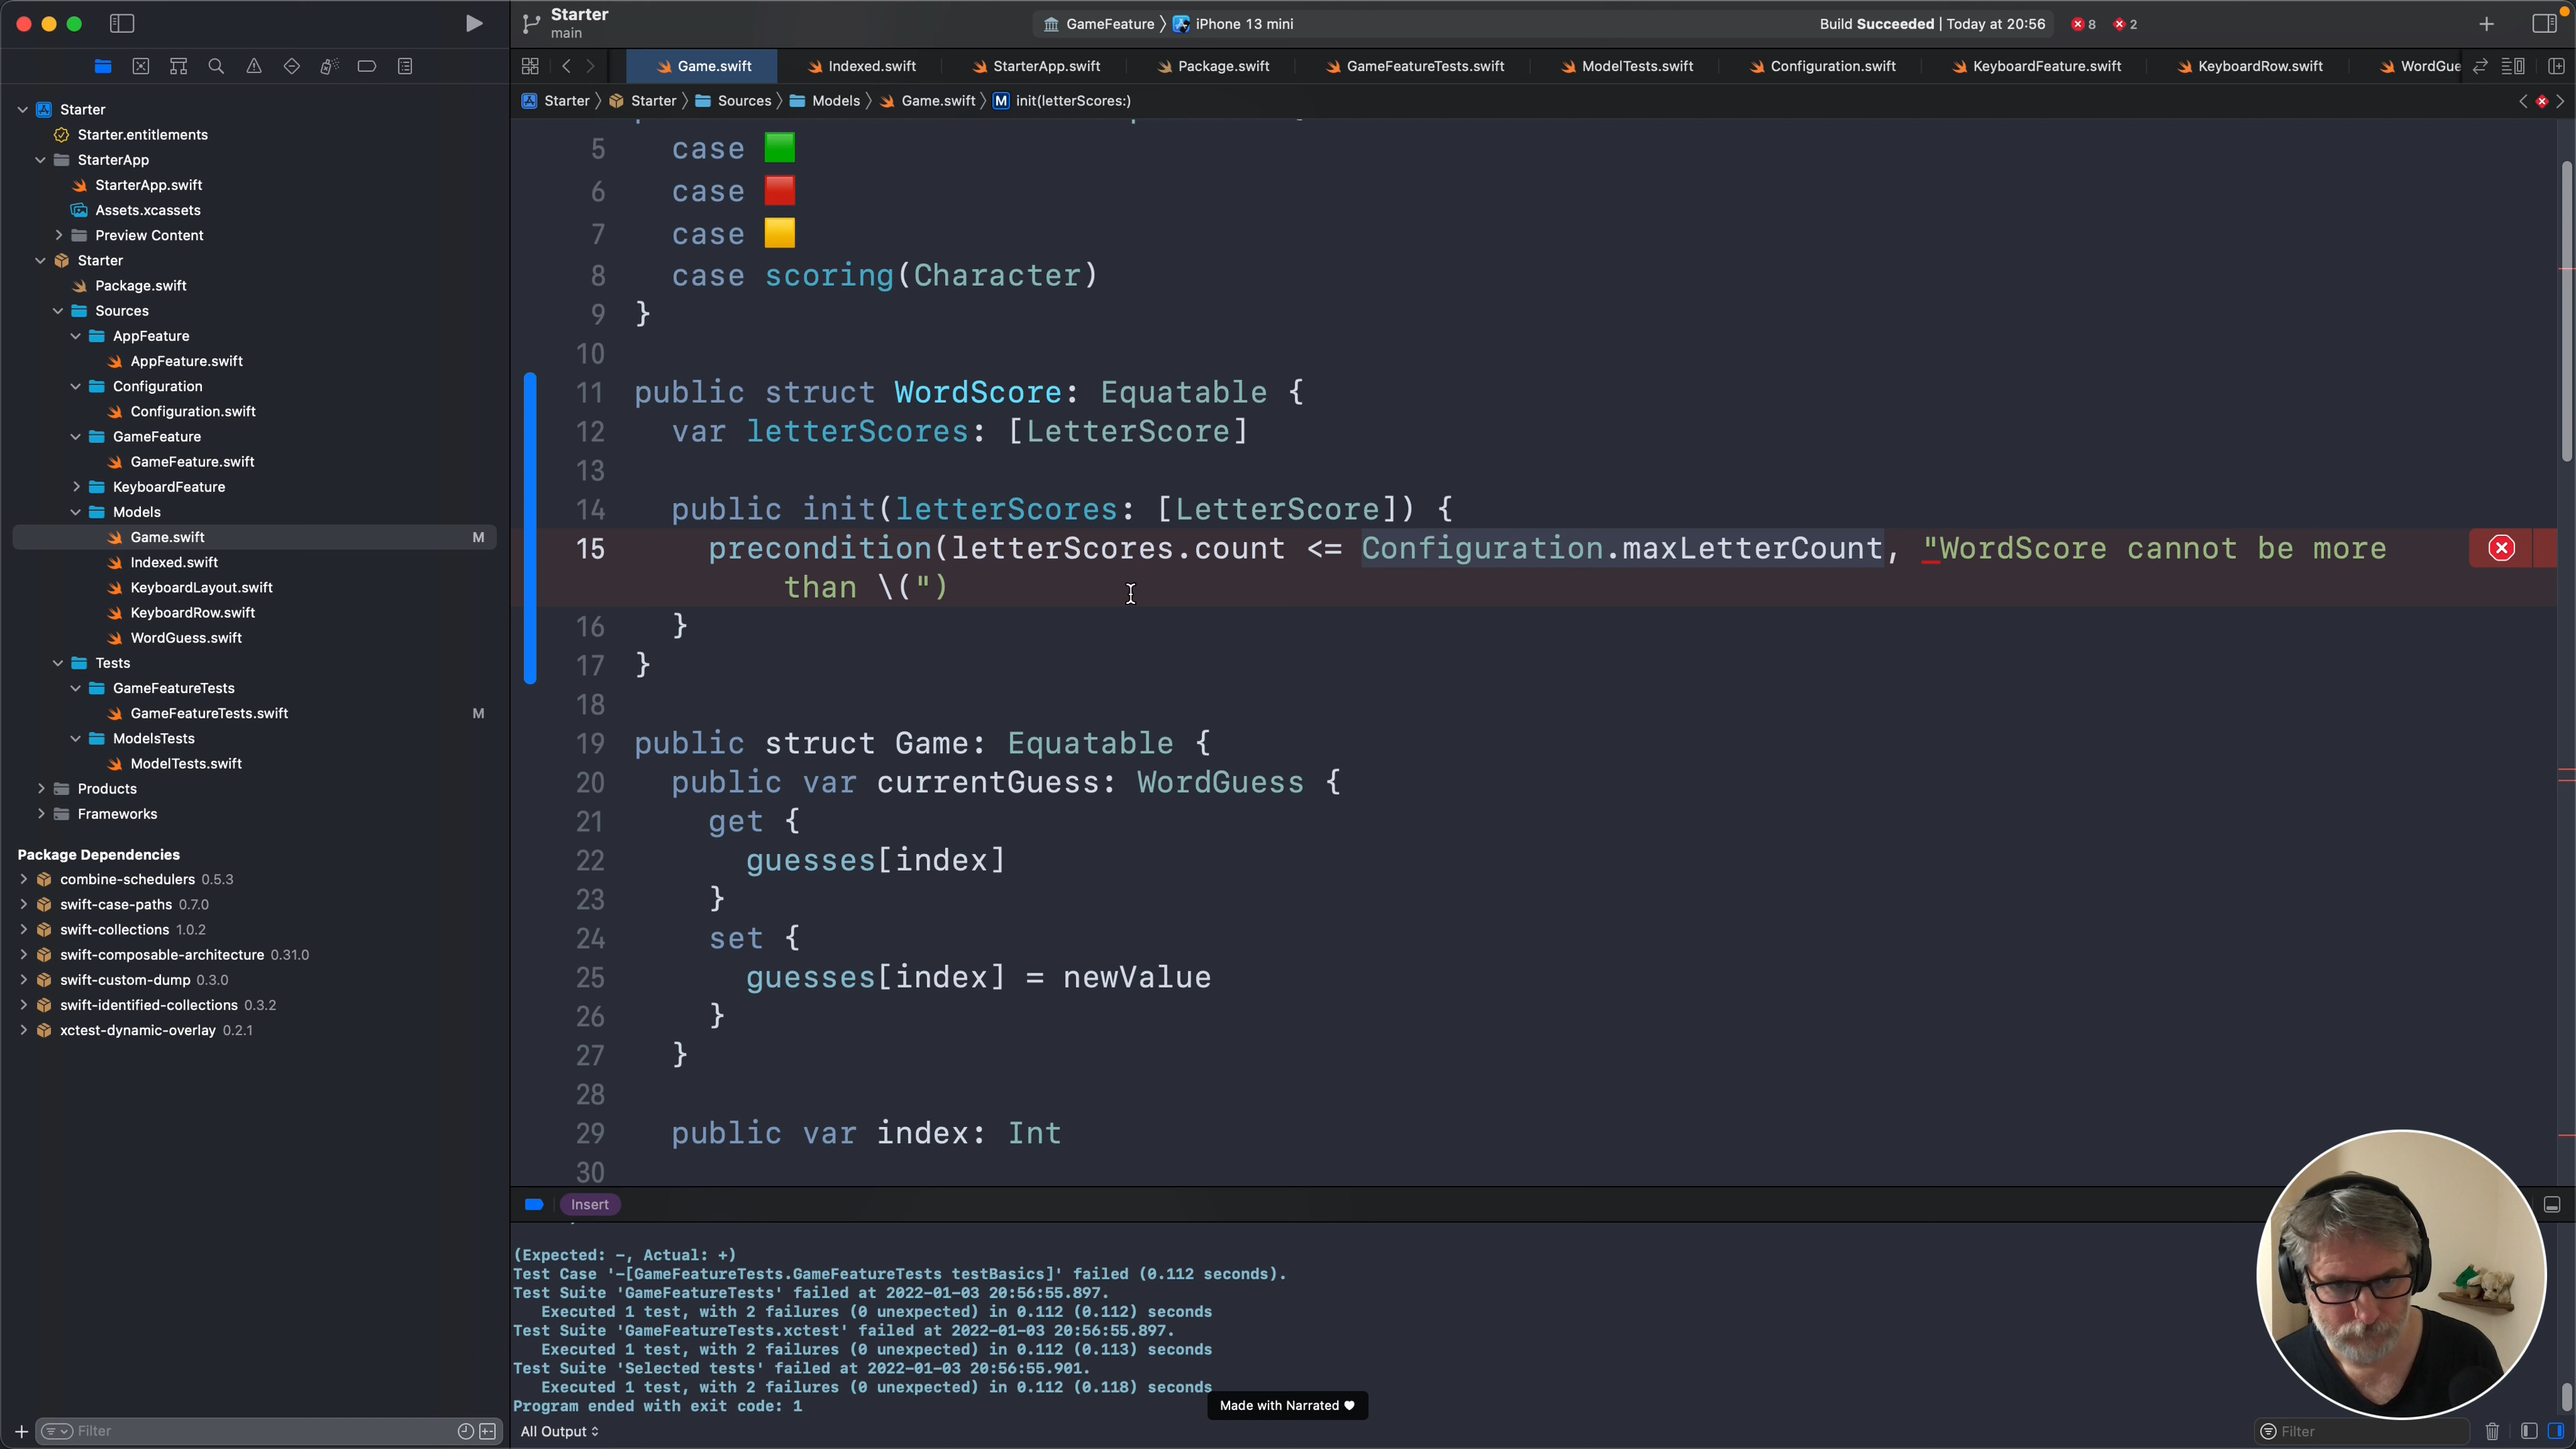 Starter
main
GameFeature
iPhone 13 mini
Build Succeeded | Today at 20:56
8
2
Game.swift
Indexed.swift
StarterApp.swift
Package.swift
GameFeatureTests.swift
ModelTests.swift
Configuration.swift
KeyboardFeature.swift
KeyboardRow.swift
WordGue
Starter
Starter
Sources
Models
Game.swift
M
init(letterScores:)
Starter
Starter.entitlements
StarterApp
StarterApp.swift
Assets.xcassets
Preview Content
Starter
Package.swift
Sources
AppFeature
AppFeature.swift
Configuration
Configuration.swift
GameFeature
GameFeature.swift
KeyboardFeature
Models
Game.swift M
Indexed.swift
KeyboardLayout.swift
KeyboardRow.swift
WordGuess.swift
Tests
GameFeatureTests
GameFeatureTests.swift M
ModelsTests
ModelTests.swift
Products
Frameworks
Package Dependencies
combine-schedulers 0.5.3
swift-case-paths 0.7.0
swift-collections 1.0.2
swift-composable-architecture 0.31.0
swift-custom-dump 0.3.0
swift-identified-collections 0.3.2
xctest-dynamic-overlay 0.2.1
Filter
5 case 🟩
6 case 🟥
7 case 🟨
8 case scoring(Character)
9 }
10
11 public struct WordScore: Equatable {
12 var letterScores: [LetterScore]
13
14 public init(letterScores: [LetterScore]) {
15 precondition(letterScores.count <= Configuration.maxLetterCount, "WordScore cannot be more
than \(")
16 }
17 }
18
19 public struct Game: Equatable {
20 public var currentGuess: WordGuess {
21 get {
22 guesses[index]
23 }
24 set {
25 guesses[index] = newValue
26 }
27 }
28
29 public var index: Int
30
Insert
(Expected: −, Actual: +)
Test Case '-[GameFeatureTests.GameFeatureTests testBasics]' failed (0.112 seconds).
Test Suite 'GameFeatureTests' failed at 2022-01-03 20:56:55.897.
Executed 1 test, with 2 failures (0 unexpected) in 0.112 (0.112) seconds
Test Suite 'GameFeatureTests.xctest' failed at 2022-01-03 20:56:55.897.
Executed 1 test, with 2 failures (0 unexpected) in 0.112 (0.113) seconds
Test Suite 'Selected tests' failed at 2022-01-03 20:56:55.901.
Executed 1 test, with 2 failures (0 unexpected) in 0.112 (0.118) seconds
Program ended with exit code: 1
Made with Narrated ♥
All Output
Filter